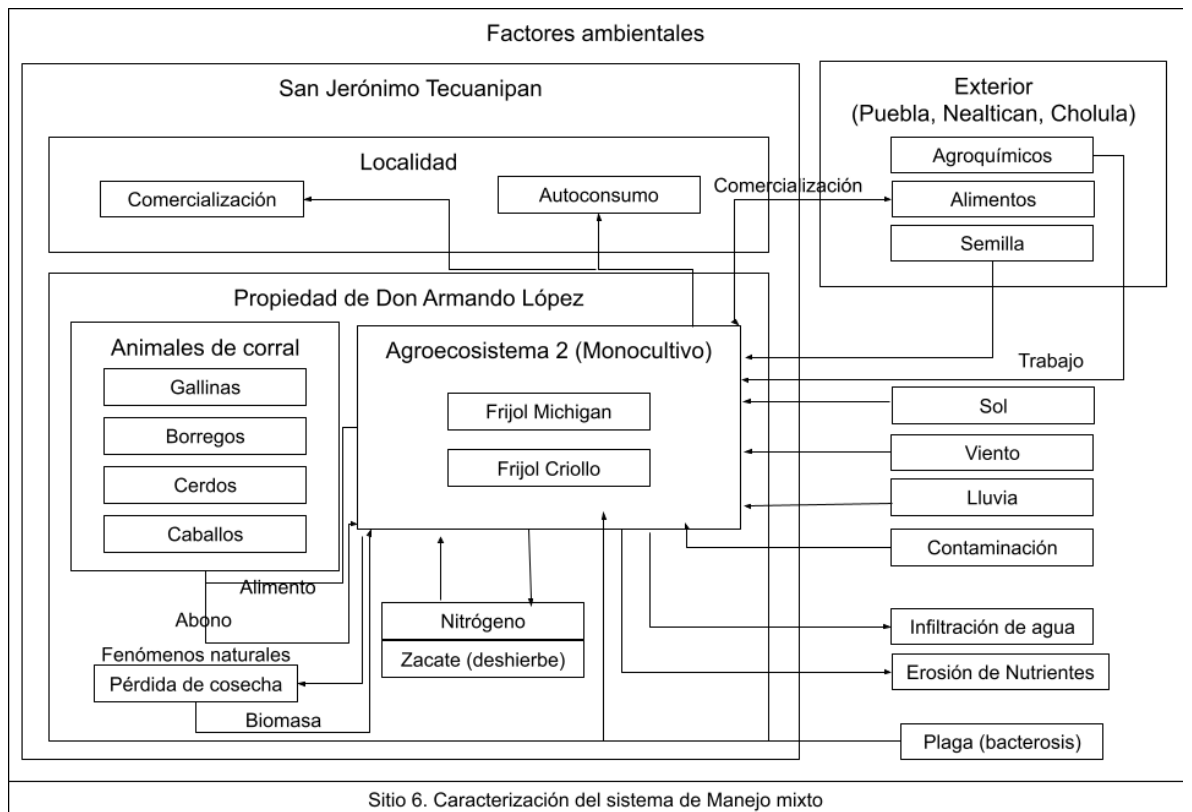 Factores ambientales
San Jerónimo Tecuanipan
Localidad
Comercialización
Autoconsumo
Comercialización
Exterior
(Puebla, Nealtican, Cholula)
Agroquímicos
Alimentos
Semilla
Trabajo
Propiedad de Don Armando López
Animales de corral
Gallinas
Borregos
Cerdos
Caballos
Agroecosistema 2 (Monocultivo)
Frijol Michigan
Frijol Criollo
Sol
Viento
Lluvia
Contaminación
Alimento
Abono
Fenómenos naturales
Pérdida de cosecha
Biomasa
Nitrógeno
Zacate (deshierbe)
Infiltración de agua
Erosión de Nutrientes
Plaga (bacterosis)
Sitio 6. Caracterización del sistema de Manejo mixto